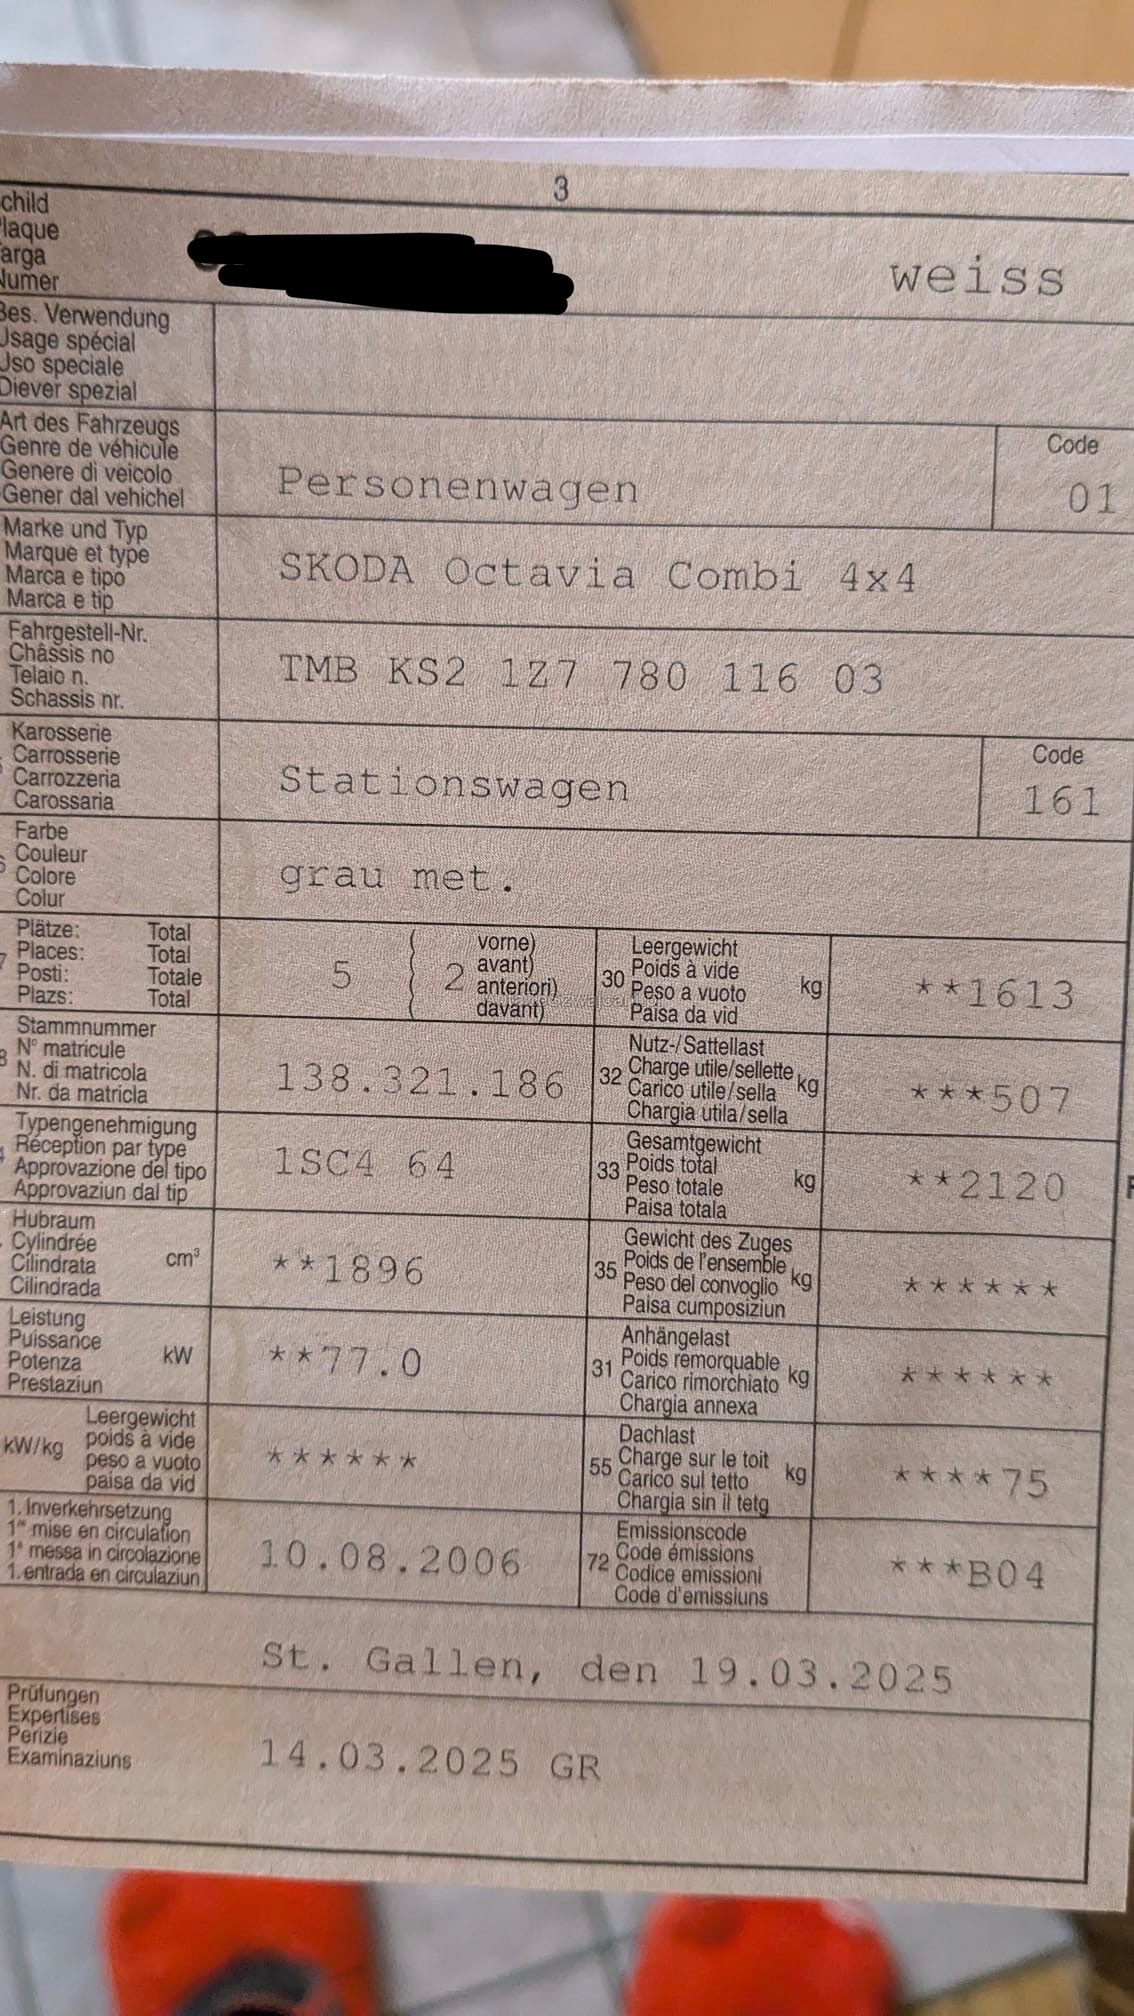 3
child
laque
arga
Numer
weiss
Bes. Verwendung
Usage spécial
Uso speciale
Diever spezial
Art des Fahrzeugs
Genre de véhicule
Genere di veicolo
Gener dal vehichel
Personenwagen
Code
01
Marke und Typ
Marque et type
Marca e tipo
Marca e tip
SKODA Octavia Combi 4x4
Fahrgestell-Nr.
Châssis no
Telaio n.
Schassis nr.
TMB KS2 1Z7 780 116 03
Karosserie
Carrosserie
Carrozzeria
Carossaria
Stationswagen
Code
161
Farbe
Couleur
Colore
Colur
grau met.
Plätze: Total
Places: Total
Posti: Totale
Plazs: Total
5 ( 2
vorne)
avant)
anteriori)
davant)
30 Leergewicht
Poids à vide
Peso a vuoto
Paisa da vid
kg
**1613
Stammnummer
N° matricule
N. di matricola
Nr. da matricla
138.321.186
32 Nutz-/Sattellast
Charge utile/sellette
Carico utile/sella
Chargia utila/sella
kg
***507
Typengenehmigung
Réception par type
Approvazione del tipo
Approvaziun dal tip
1SC4 64
33 Gesamtgewicht
Poids total
Peso totale
Paisa totala
kg
**2120
Hubraum
Cylindrée
Cilindrata
Cilindrada
cm³
**1896
35 Gewicht des Zuges
Poids de l'ensemble
Peso del convoglio
Paisa cumposiziun
kg
******
Leistung
Puissance
Potenza
Prestaziun
kW
**77.0
31 Anhängelast
Poids remorquable
Carico rimorchiato
Chargia annexa
kg
******
kW/kg
Leergewicht
poids à vide
peso a vuoto
paisa da vid
******
55 Dachlast
Charge sur le toit
Carico sul tetto
Chargia sin il tetg
kg
****75
1. Inverkehrsetzung
1re mise en circulation
1a messa in circolazione
1. entrada en circulaziun
10.08.2006
72 Emissionscode
Code émissions
Codice emissioni
Code d'emissiuns
***B04
St. Gallen, den 19.03.2025
Prüfungen
Expertises
Perizie
Examinaziuns
14.03.2025 GR